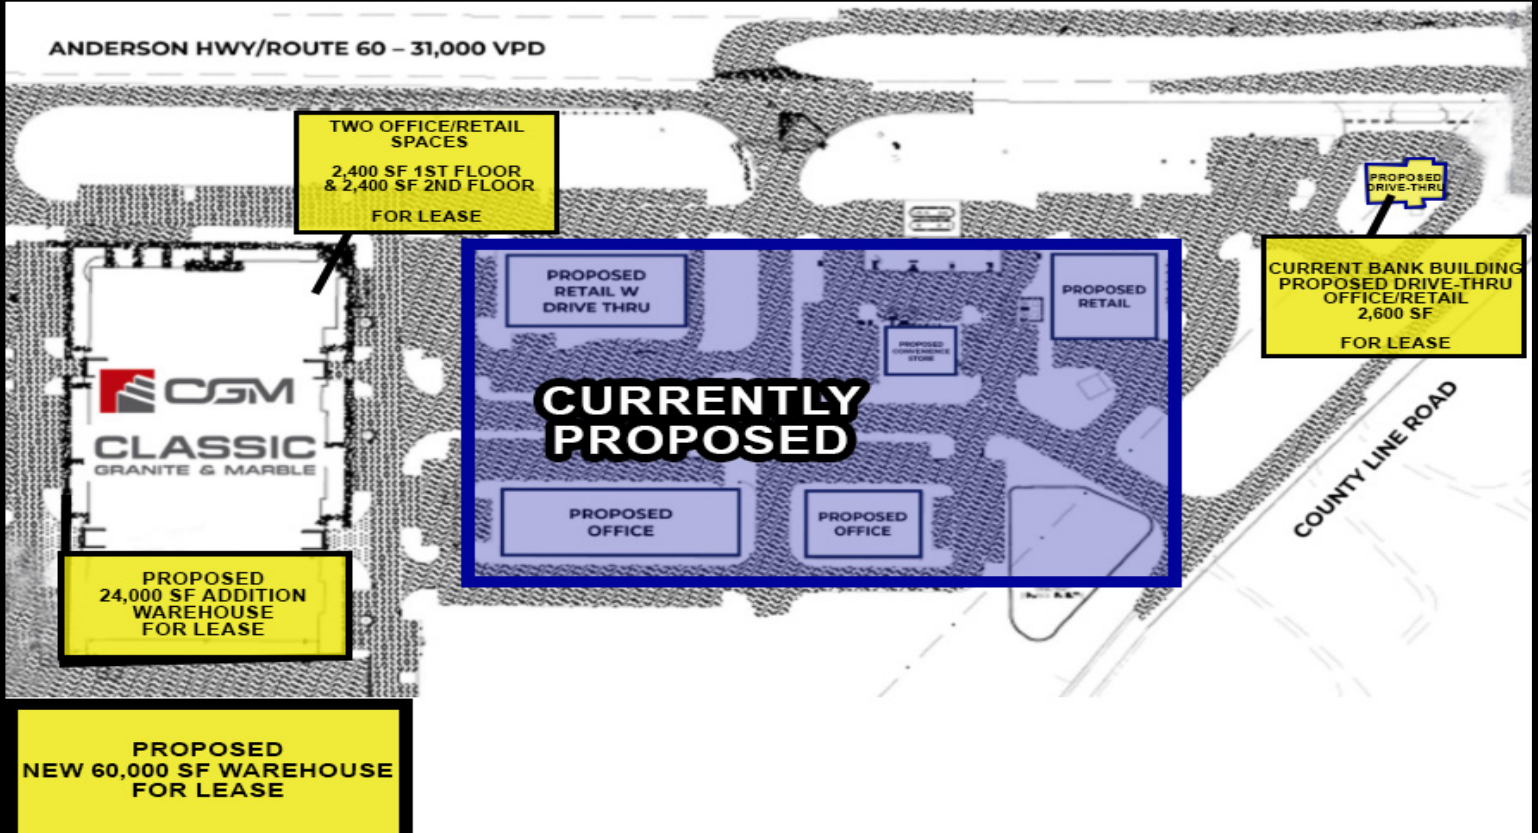 ANDERSON HWY/ROUTE 60 – 31,000 VPD
TWO OFFICE/RETAIL
SPACES
2,400 SF 1ST FLOOR
& 2,400 SF 2ND FLOOR
FOR LEASE
PROPOSED
DRIVE-THRU
CURRENT BANK BUILDING
PROPOSED DRIVE-THRU
OFFICE/RETAIL
2,600 SF
FOR LEASE
PROPOSED
RETAIL W
DRIVE THRU
PROPOSED
RETAIL
PROPOSED
CONVENIENCE
STORE
CGM
CLASSIC
GRANITE & MARBLE
CURRENTLY
PROPOSED
COUNTY LINE ROAD
PROPOSED
OFFICE
PROPOSED
OFFICE
PROPOSED
24,000 SF ADDITION
WAREHOUSE
FOR LEASE
PROPOSED
NEW 60,000 SF WAREHOUSE
FOR LEASE